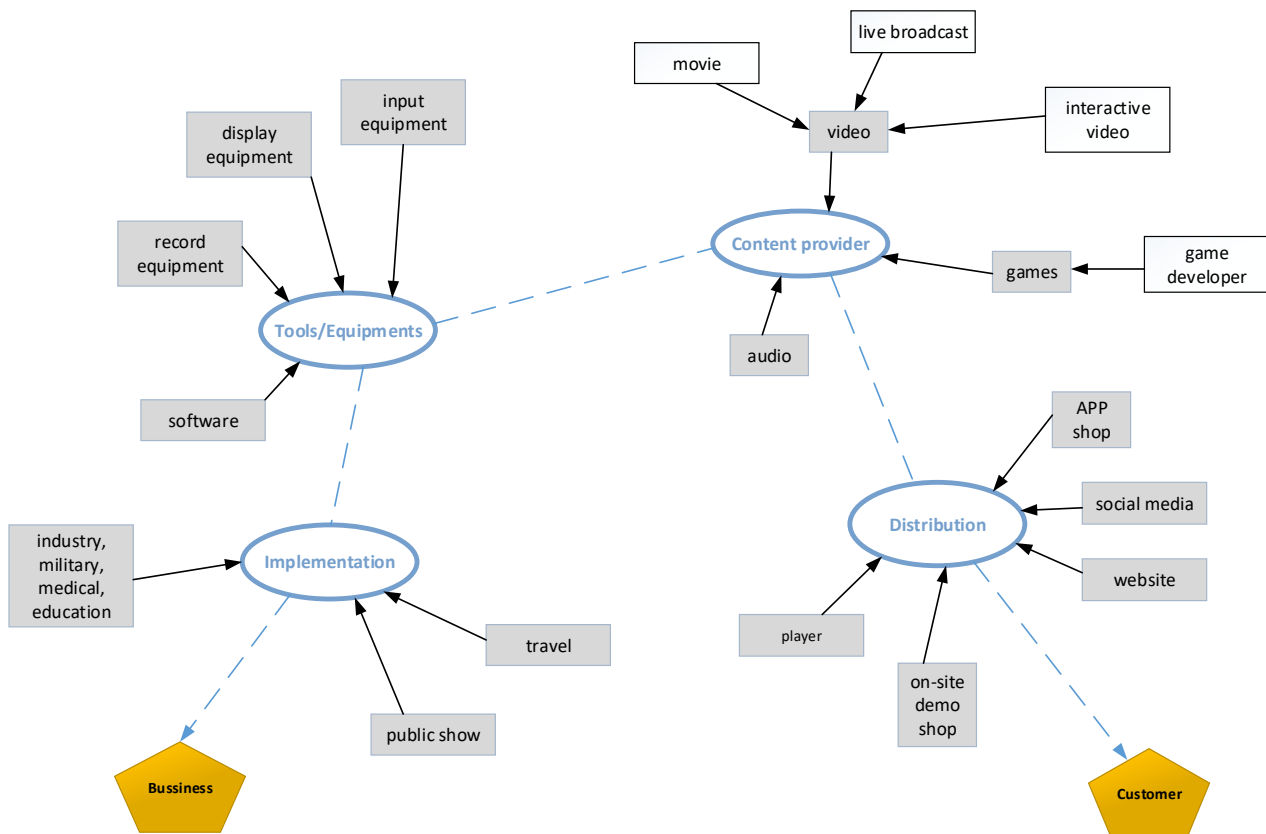 live broadcast
movie
input
equipment
display
equipment
interactive
video
video
record
equipment
Content provider
games
game
developer
Tools/Equipments
audio
software
APP
shop
social media
Distribution
industry,
military,
medical,
education
Implementation
website
travel
player
on-site
demo
shop
public show
Bussiness
Customer